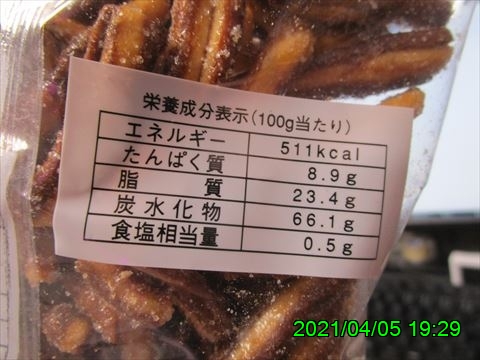 栄養成分表示(100g当たり)
エネルギー 511kcal
たんぱく質 8.9g
脂質 23.4g
炭水化物 66.1g
食塩相当量 0.5g
2021/04/05 19:29